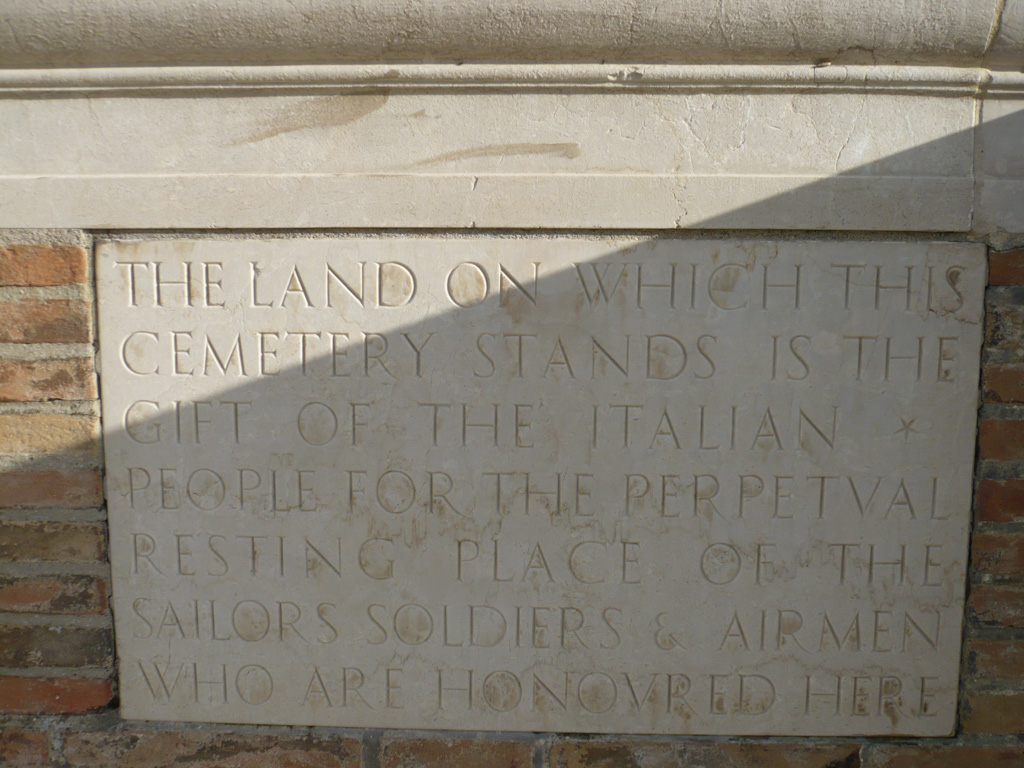 THE LAND ON WHICH THIS
CEMETERY STANDS IS THE
GIFT OF THE ITALIAN *
PEOPLE FOR THE PERPETVAL
RESTING PLACE OF THE
SAILORS SOLDIERS & AIRMEN
WHO ARE HONOVRED HERE